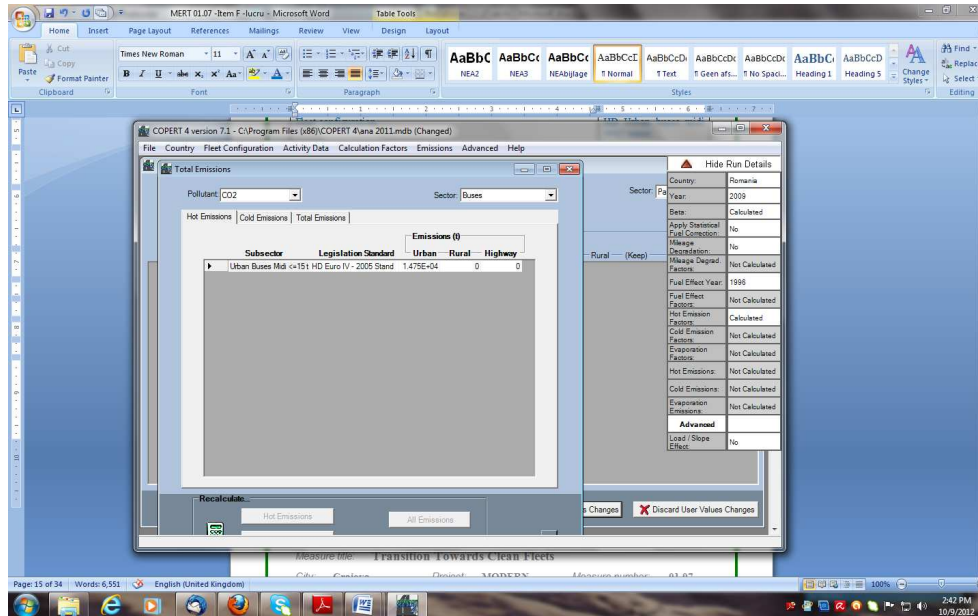 MERT 01.07 -Item F -lucru - Microsoft Word
Table Tools
Home Insert Page Layout References Mailings Review View Design Layout
Cut
Copy
Format Painter
Paste
Clipboard
Times New Roman 11
Font
Paragraph
AaBbC AaBbCc AaBbCc AaBbCcD AaBbCcDc AaBbCcDc AaBbCcDc AaBbC AaBbCcD
NEA2 NEA3 NEAbijlage ¶ Normal ¶ Text ¶ Geen afs... ¶ No Spaci... Heading 1 Heading 5
Change Styles
Styles
Find
Replac
Select
Editing
COPERT 4 version 7.1 - C:\Program Files (x86)\COPERT 4\ana 2011.mdb (Changed)
File Country Fleet Configuration Activity Data Calculation Factors Emissions Advanced Help
Total Emissions
Pollutant: CO2
Sector: Buses
Hot Emissions Cold Emissions Total Emissions
Emissions (t)
Subsector Legislation Standard Urban Rural Highway
Urban Buses Midi <=15 t HD Euro IV - 2005 Stand 1.475E+04 0 0
Recalculate...
Hot Emissions
All Emissions
Sector: Pa
Rural (Keep)
s Changes
Discard User Values Changes
Hide Run Details
Country: Romania
Year: 2009
Beta: Calculated
Apply Statistical Fuel Correction: No
Mileage Degradation: No
Mileage Degrad. Factors: Not Calculated
Fuel Effect Year: 1996
Fuel Effect Factors: Not Calculated
Hot Emission Factors: Calculated
Cold Emission Factors: Not Calculated
Evaporation Factors: Not Calculated
Hot Emissions: Not Calculated
Cold Emissions: Not Calculated
Evaporation Emissions: Not Calculated
Advanced
Load / Slope Effect: No
Measure title: Transition Towards Clean Fleets
City: Craiova Project: MODERN Measure number: 01.07
Page: 15 of 34 Words: 6,551 English (United Kingdom) 100%
2:42 PM
10/9/2012